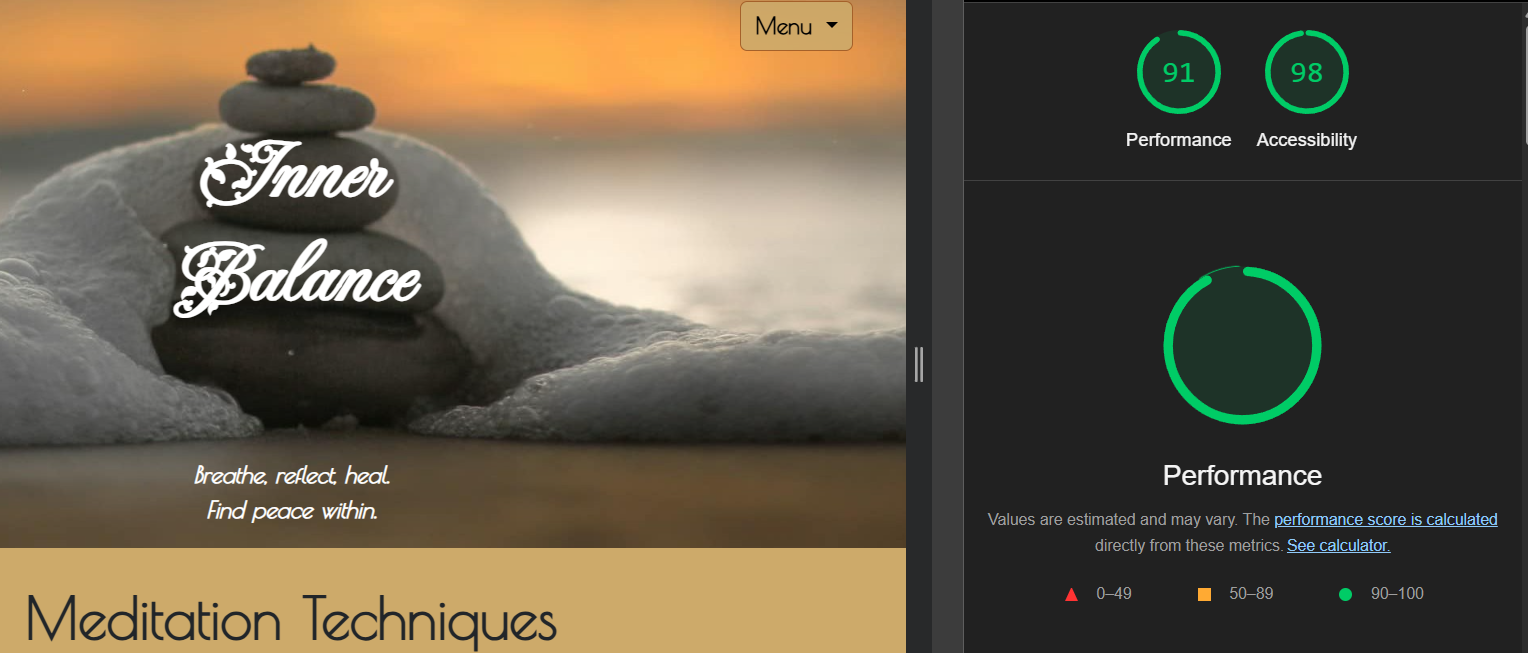 Menu
Inner
Balance
Breathe, reflect, heal.
Find peace within.
Meditation Techniques
91
98
Performance
Accessibility
Performance
Values are estimated and may vary. The performance score is calculated
directly from these metrics. See calculator.
0–49
50–89
90–100